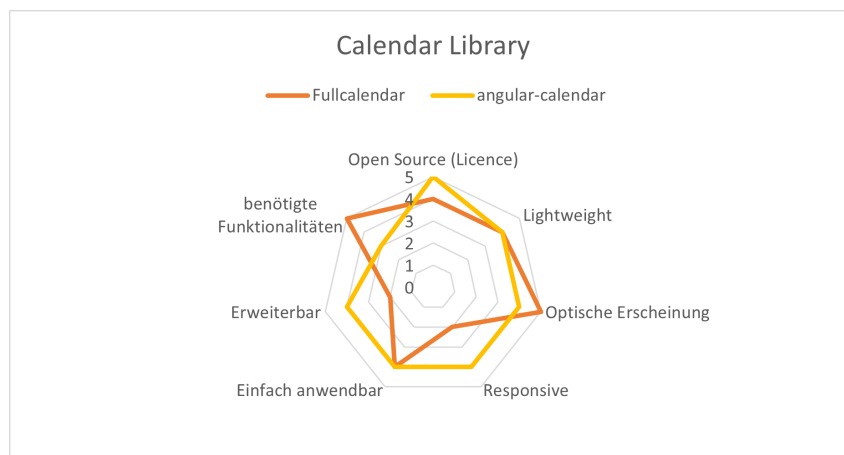 Calendar Library
Fullcalendar
angular-calendar
Open Source (Licence)
5
4
3
2
1
0
Lightweight
Optische Erscheinung
Responsive
Einfach anwendbar
Erweiterbar
benötigte
Funktionalitäten